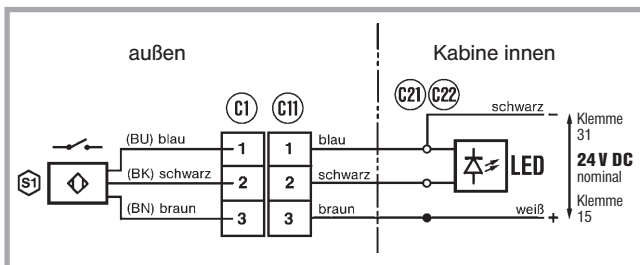 außen
Kabine innen
C1
C11
C21
C22
schwarz
–
Klemme
31
(BU) blau
1
1
blau
24 V DC
nominal
S1
(BK) schwarz
2
2
schwarz
LED
(BN) braun
3
3
braun
weiß
+
Klemme
15